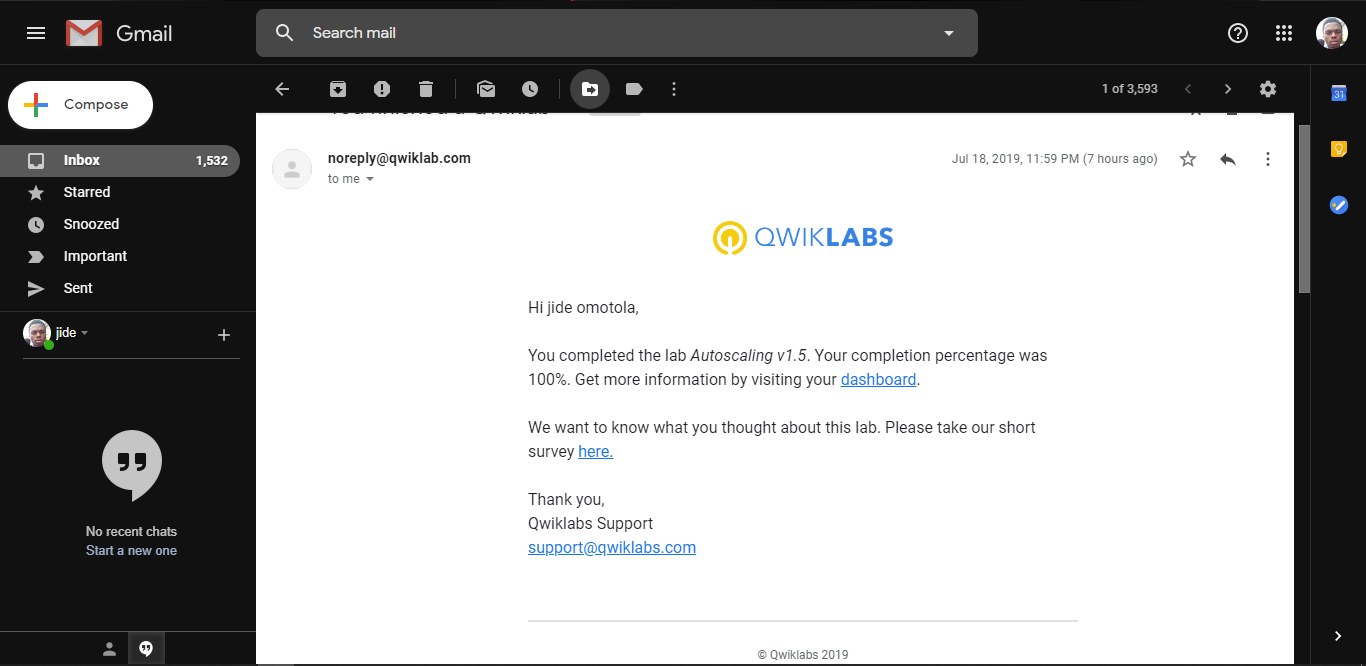 Gmail
Search mail
Compose
1 of 3,593
31
Inbox 1,532
Starred
Snoozed
Important
Sent
jide
No recent chats
Start a new one
noreply@qwiklab.com
Jul 18, 2019, 11:59 PM (7 hours ago)
to me
QWIKLABS
Hi jide omotola,
You completed the lab Autoscaling v1.5. Your completion percentage was
100%. Get more information by visiting your dashboard.
We want to know what you thought about this lab. Please take our short
survey here.
Thank you,
Qwiklabs Support
support@qwiklabs.com
© Qwiklabs 2019